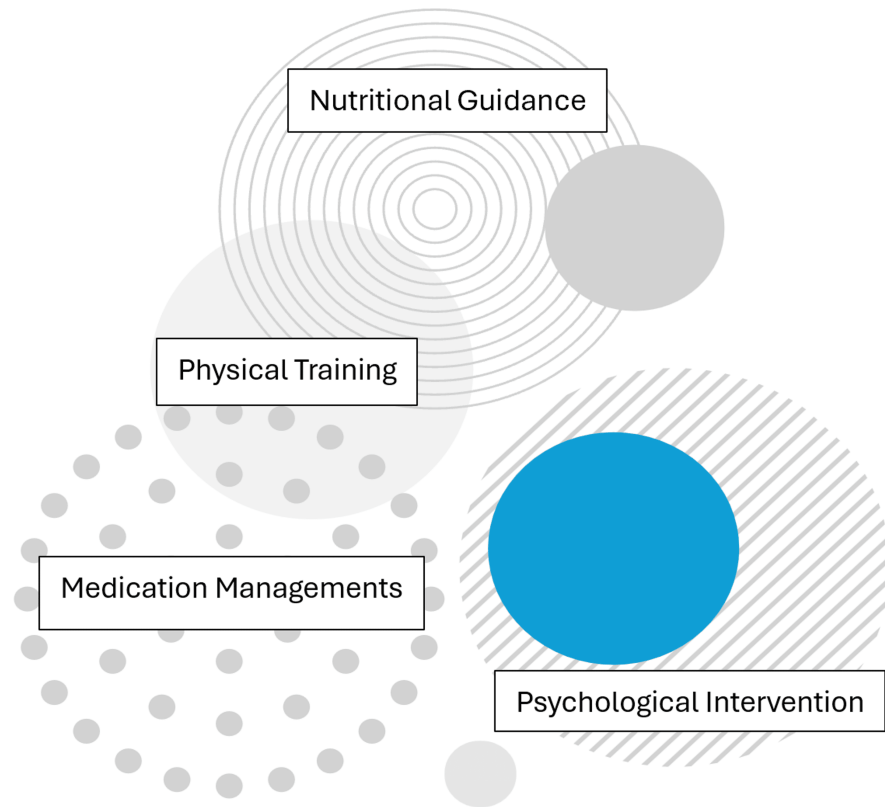 Nutritional Guidance
Physical Training
Medication Managements
Psychological Intervention